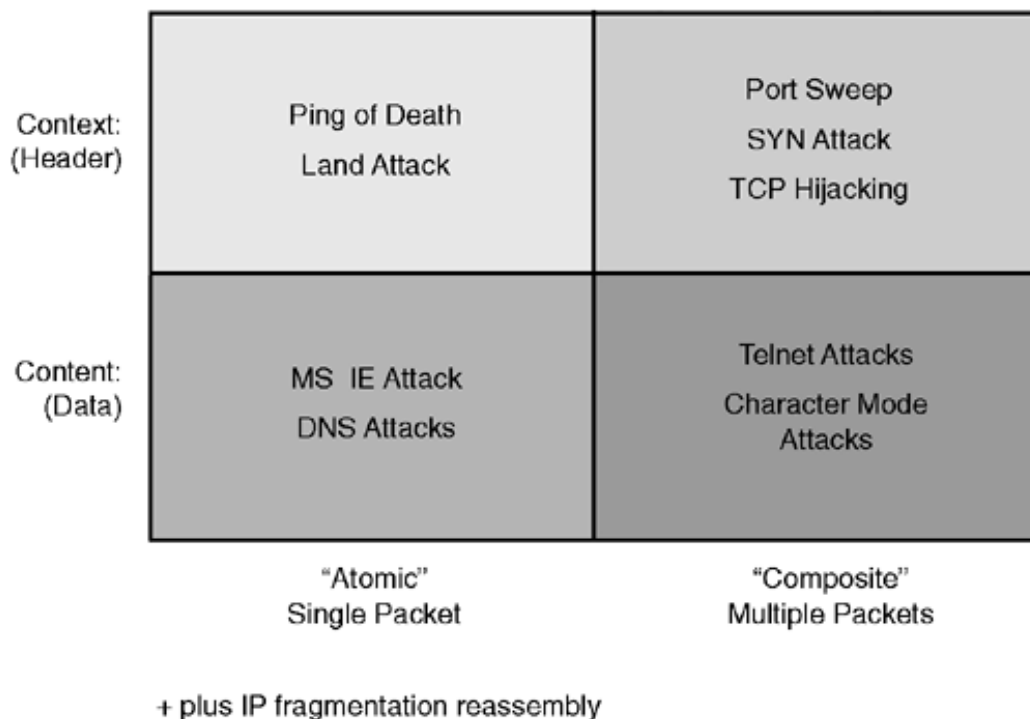 Context:
(Header)
Ping of Death
Land Attack
Port Sweep
SYN Attack
TCP Hijacking
Content:
(Data)
MS IE Attack
DNS Attacks
Telnet Attacks
Character Mode
Attacks
“Atomic”
Single Packet
“Composite”
Multiple Packets
+ plus IP fragmentation reassembly